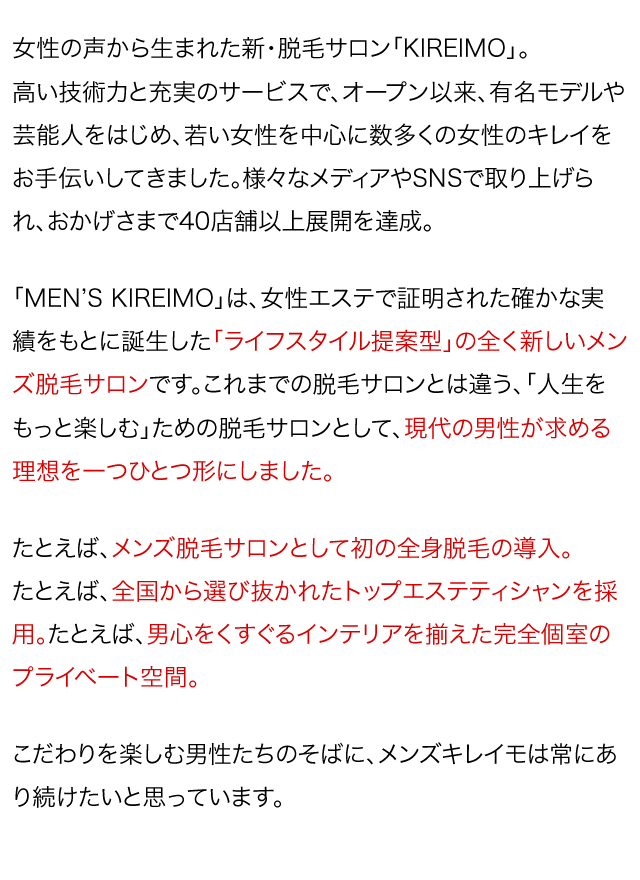 女性の声から生まれた新・脱毛サロン「KIREIMO」。
高い技術力と充実のサービスで、オープン以来、有名モデルや
芸能人をはじめ、若い女性を中心に数多くの女性のキレイを
お手伝いしてきました。様々なメディアやSNSで取り上げら
れ、おかげさまで40店舗以上展開を達成。
「MEN’S KIREIMO」は、女性エステで証明された確かな実
績をもとに誕生した「ライフスタイル提案型」の全く新しいメン
ズ脱毛サロンです。これまでの脱毛サロンとは違う、「人生を
もっと楽しむ」ための脱毛サロンとして、現代の男性が求める
理想を一つひとつ形にしました。
たとえば、メンズ脱毛サロンとして初の全身脱毛の導入。
たとえば、全国から選び抜かれたトップエステティシャンを採
用。たとえば、男心をくすぐるインテリアを揃えた完全個室の
プライベート空間。
こだわりを楽しむ男性たちのそばに、メンズキレイモは常にあ
り続けたいと思っています。